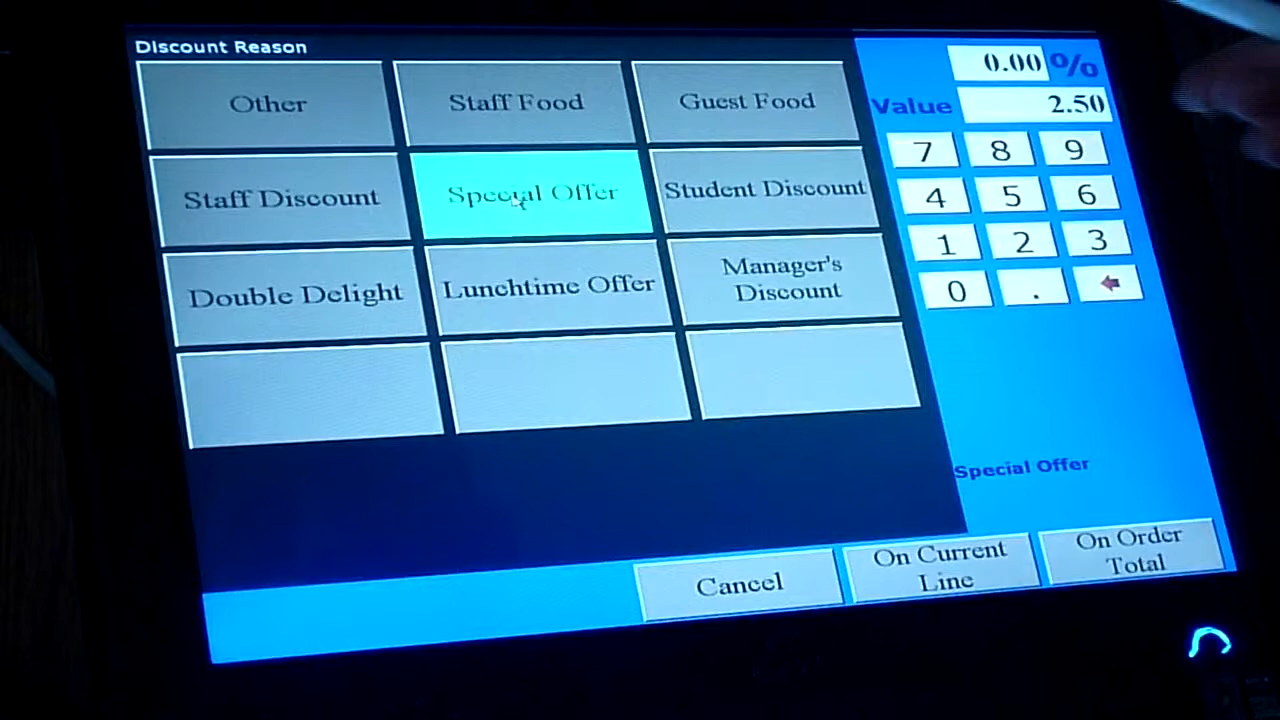 Discount Reason
0.00 %
Other
Staff Food
Guest Food
Value 2.50
7 8 9
Staff Discount
Special Offer
Student Discount
4 5 6
1 2 3
Double Delight
Lunchtime Offer
Manager's
Discount
0 .
Special Offer
Cancel
On Current
Line
On Order
Total